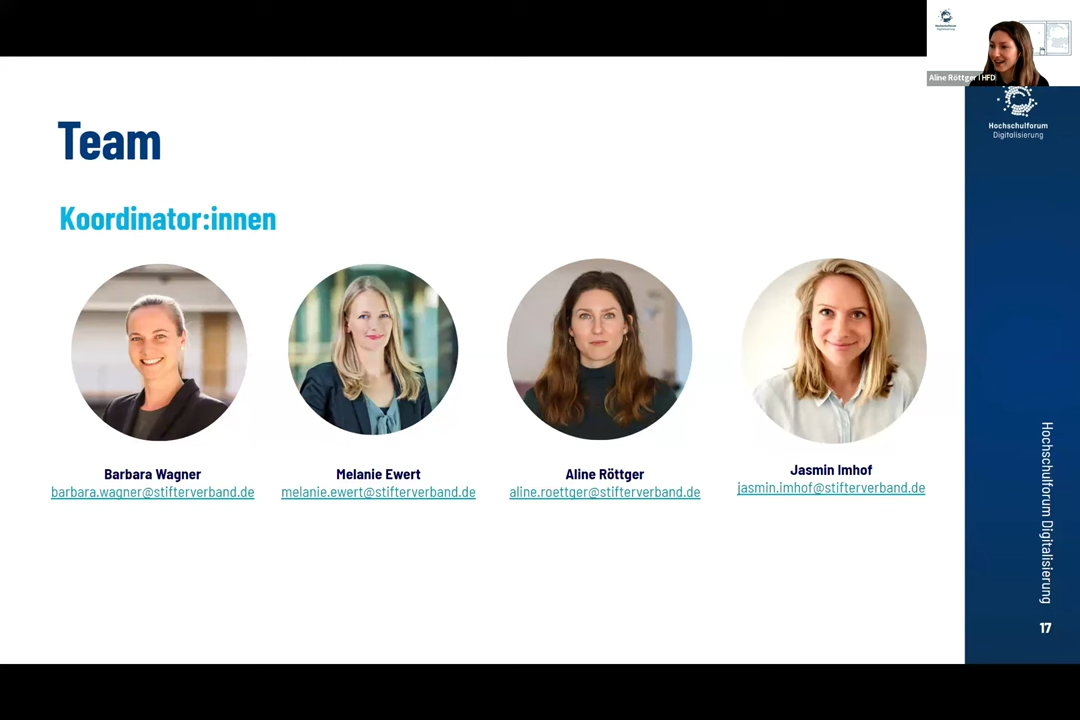 Team
Koordinator:innen
Barbara Wagner
barbara.wagner@stifterverband.de
Melanie Ewert
melanie.ewert@stifterverband.de
Aline Röttger
aline.roettger@stifterverband.de
Jasmin Imhof
jasmin.imhof@stifterverband.de
Aline Röttger | HFD
Hochschulforum
Digitalisierung
Hochschulforum Digitalisierung
17